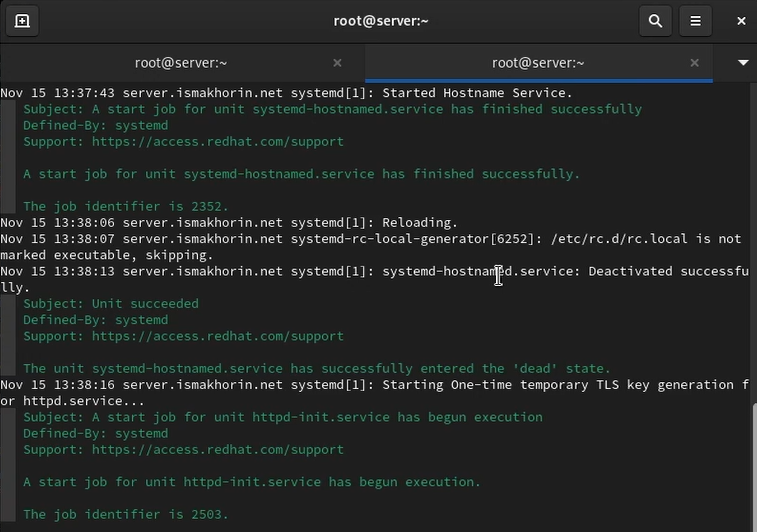 root@server:~
root@server:~
root@server:~
Nov 15 13:37:43 server.ismakhorin.net systemd[1]: Started Hostname Service.
Subject: A start job for unit systemd-hostnamed.service has finished successfully
Defined-By: systemd
Support: https://access.redhat.com/support
A start job for unit systemd-hostnamed.service has finished successfully.
The job identifier is 2352.
Nov 15 13:38:06 server.ismakhorin.net systemd[1]: Reloading.
Nov 15 13:38:07 server.ismakhorin.net systemd-rc-local-generator[6252]: /etc/rc.d/rc.local is not
marked executable, skipping.
Nov 15 13:38:13 server.ismakhorin.net systemd[1]: systemd-hostnamed.service: Deactivated successfu
lly.
Subject: Unit succeeded
Defined-By: systemd
Support: https://access.redhat.com/support
The unit systemd-hostnamed.service has successfully entered the 'dead' state.
Nov 15 13:38:16 server.ismakhorin.net systemd[1]: Starting One-time temporary TLS key generation f
or httpd.service...
Subject: A start job for unit httpd-init.service has begun execution
Defined-By: systemd
Support: https://access.redhat.com/support
A start job for unit httpd-init.service has begun execution.
The job identifier is 2503.